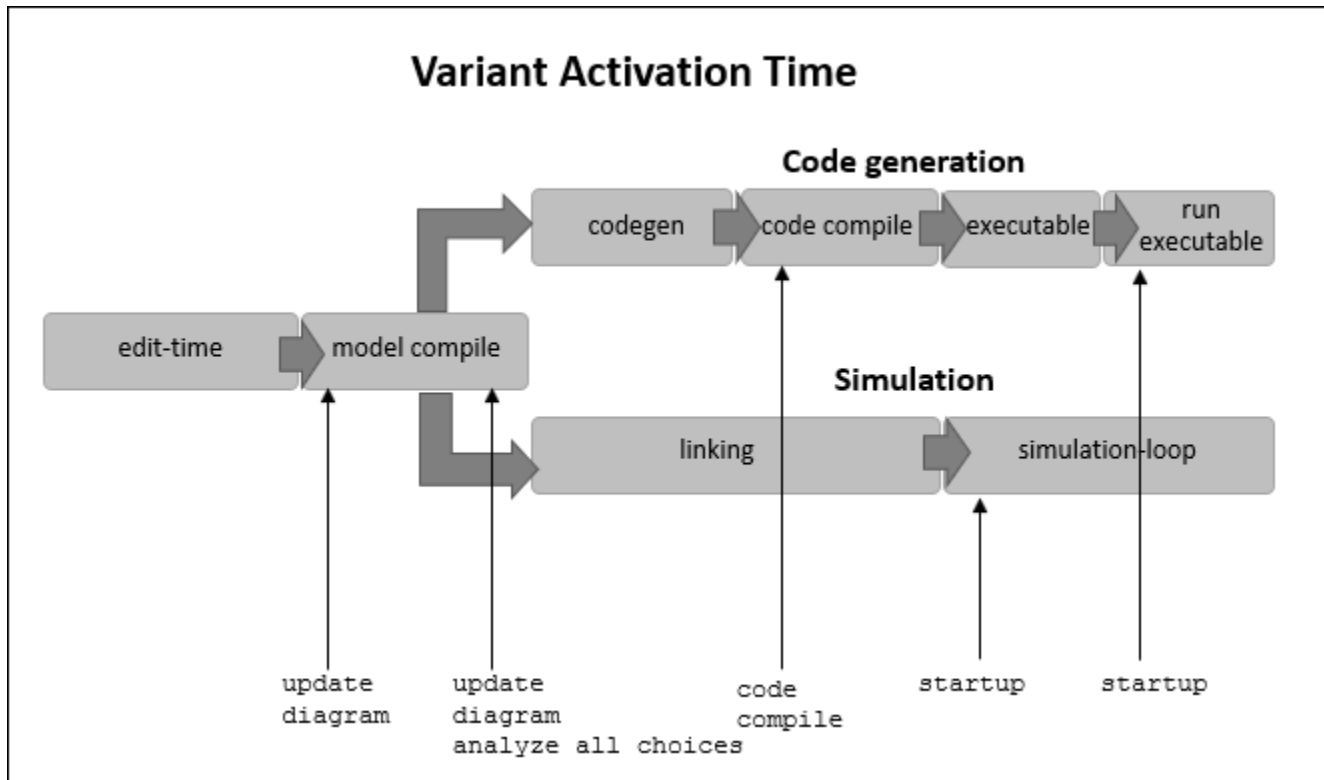 Variant Activation Time
Code generation
codegen
code compile
executable
run
executable
edit-time
model compile
Simulation
linking
simulation-loop
update
diagram
update
diagram
analyze all choices
code
compile
startup
startup